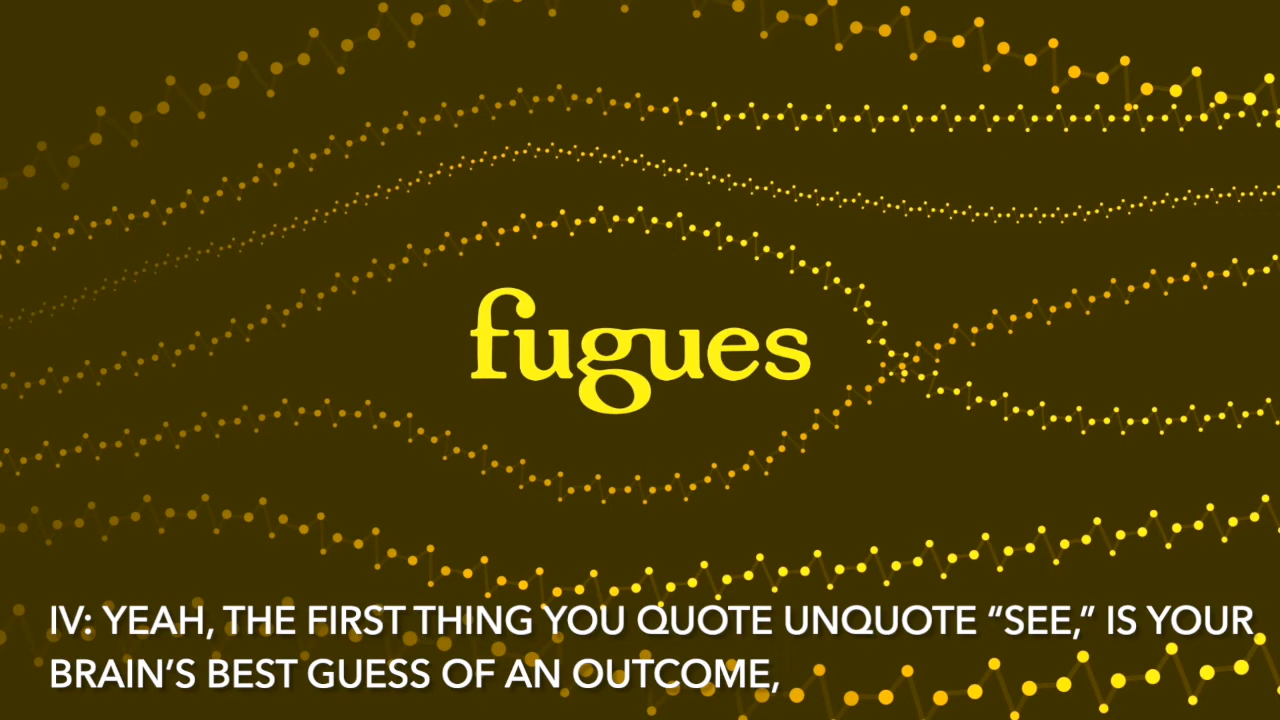 fugues
IV: YEAH, THE FIRST THING YOU QUOTE UNQUOTE “SEE,” IS YOUR
BRAIN’S BEST GUESS OF AN OUTCOME,